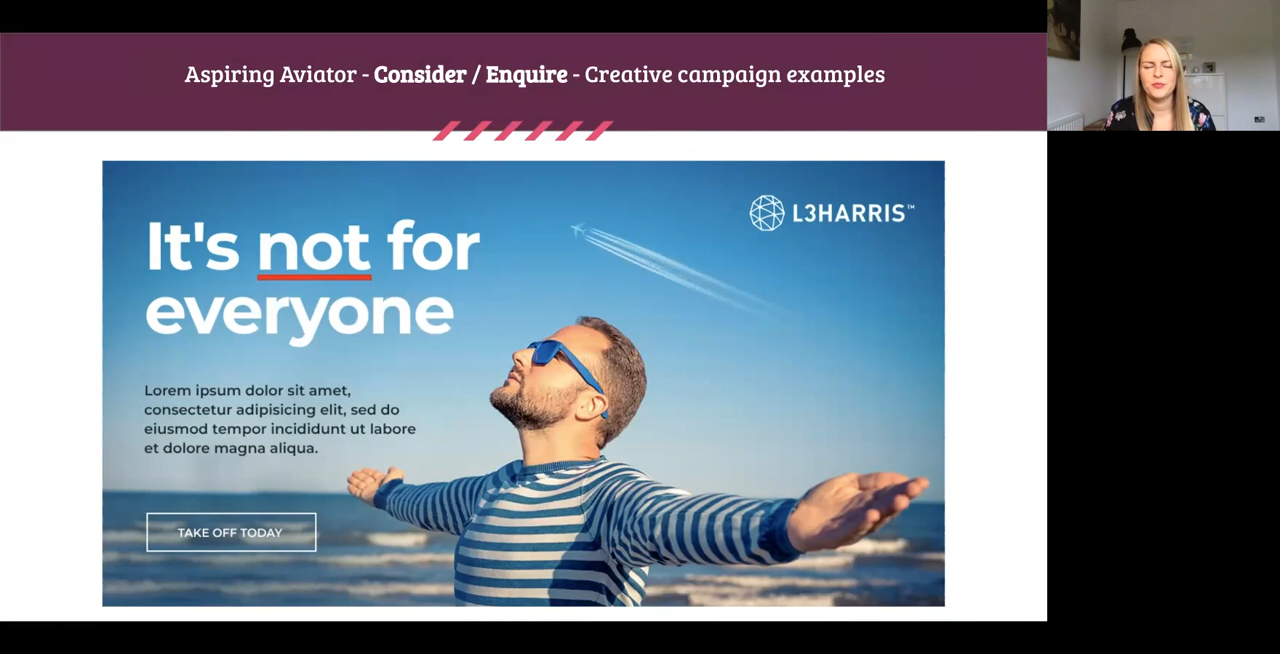 Aspiring Aviator - Consider / Enquire - Creative campaign examples
L3HARRIS™
It's not for
everyone
Lorem ipsum dolor sit amet,
consectetur adipisicing elit, sed do
eiusmod tempor incididunt ut labore
et dolore magna aliqua.
TAKE OFF TODAY